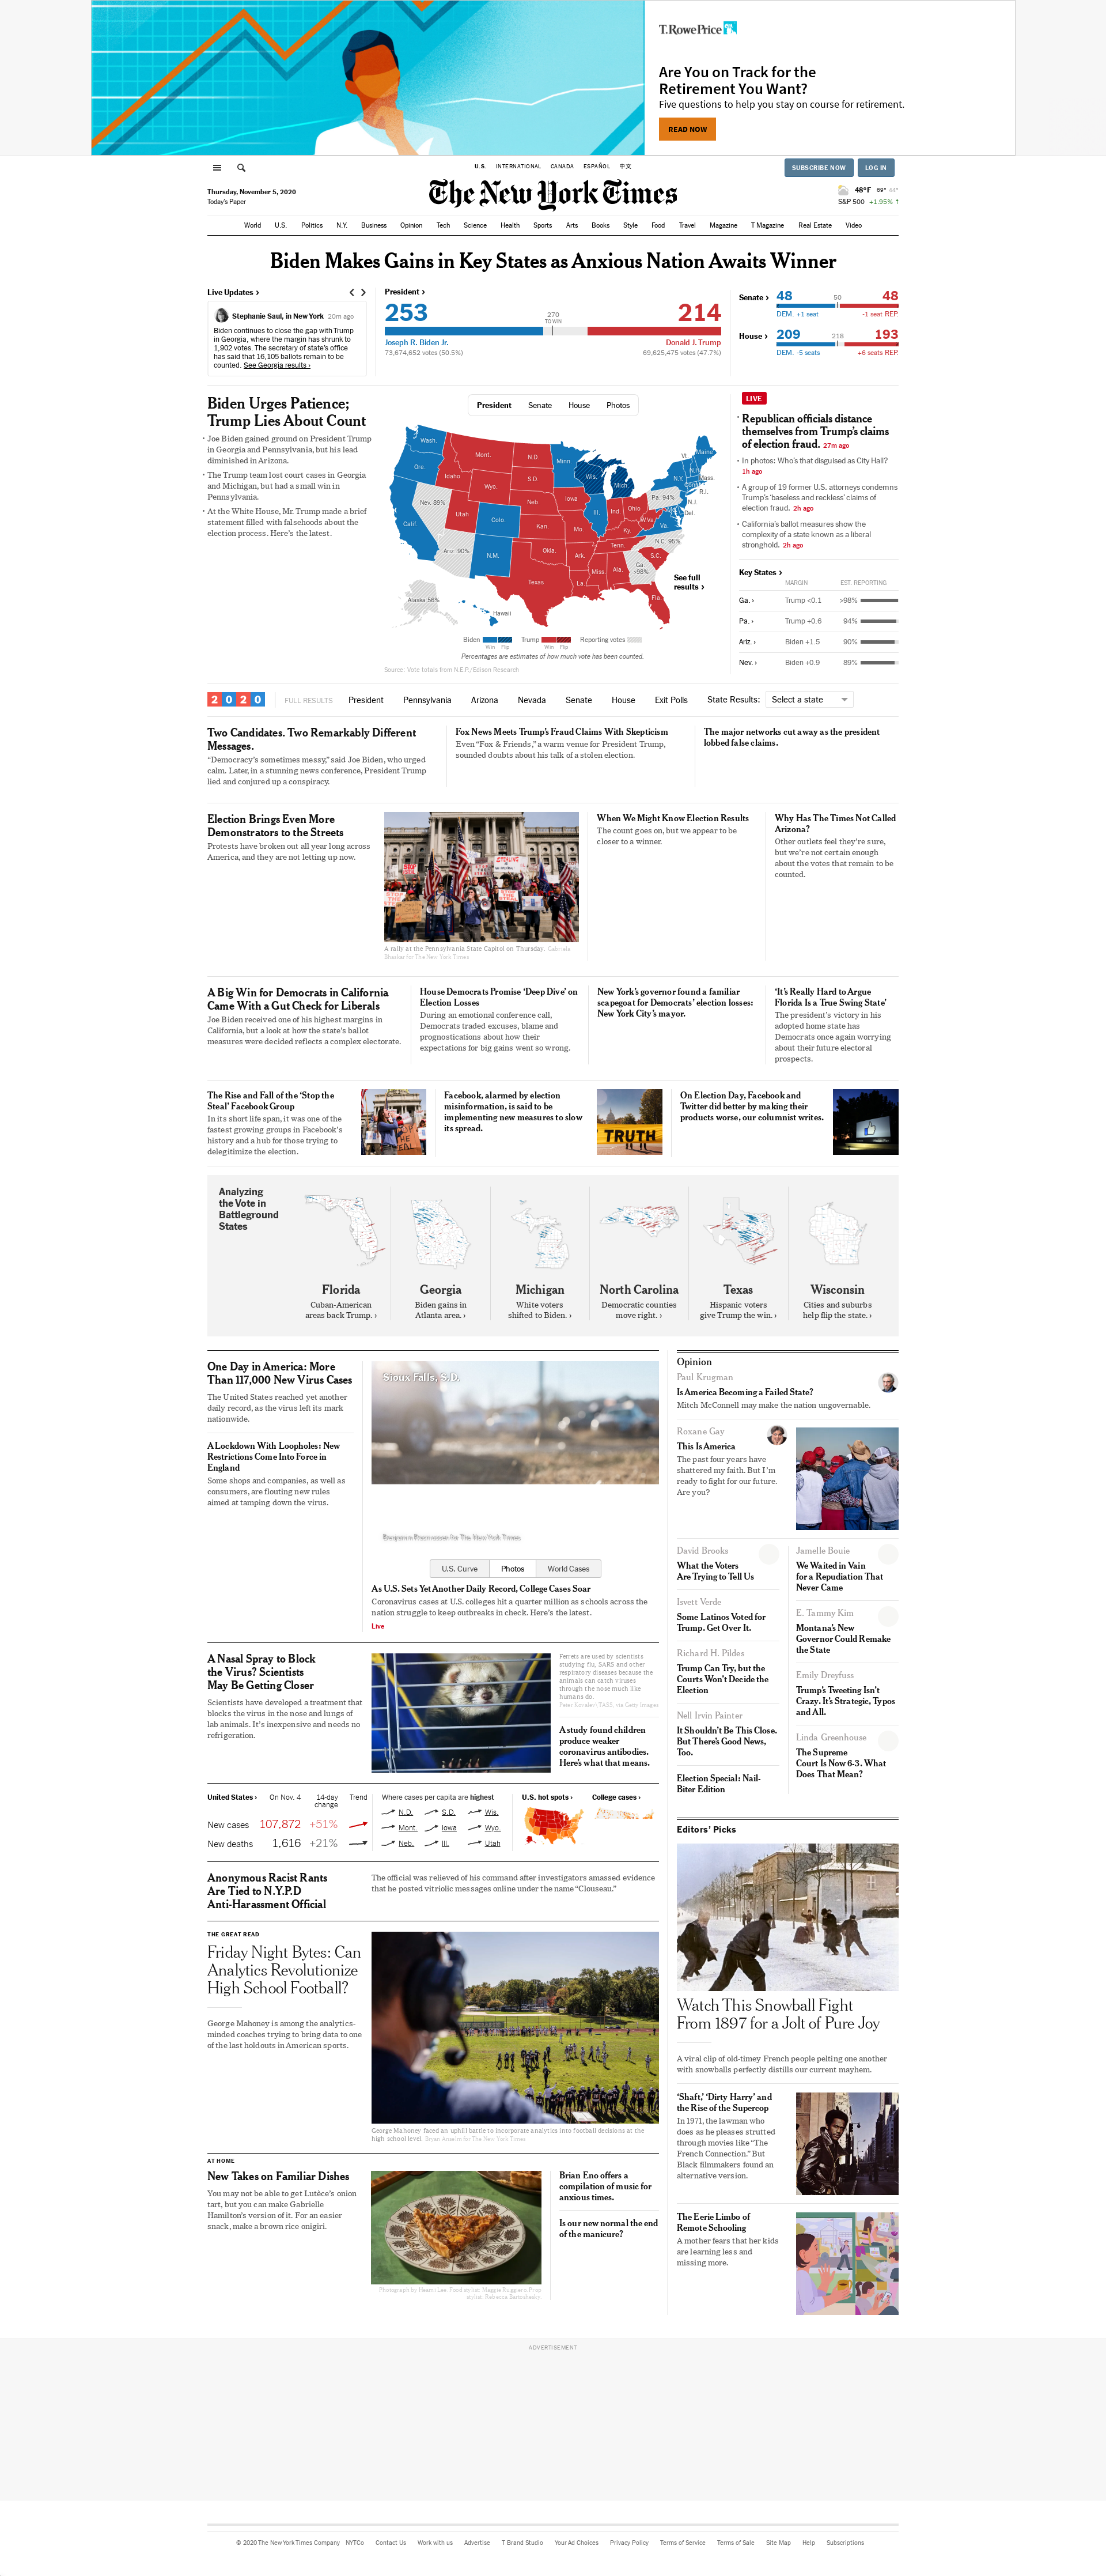 T.RowePrice
Are You on Track for the
Retirement You Want?
Five questions to help you stay on course for retirement.
READ NOW
U.S. INTERNATIONAL CANADA ESPAÑOL 中文
SUBSCRIBE NOW LOG IN
The New York Times
Thursday, November 5, 2020
Today's Paper
48°F 69° 44°
S&P 500 +1.95% ↑
World U.S. Politics N.Y. Business Opinion Tech Science Health Sports Arts Books Style Food Travel Magazine T Magazine Real Estate Video
Biden Makes Gains in Key States as Anxious Nation Awaits Winner
Live Updates ›
Stephanie Saul, in New York 20m ago
Biden continues to close the gap with Trump
in Georgia, where the margin has shrunk to
1,902 votes. The secretary of state's office
has said that 16,105 ballots remain to be
counted. See Georgia results ›
President ›
253 270 TO WIN 214
Joseph R. Biden Jr. Donald J. Trump
73,674,652 votes (50.5%) 69,625,475 votes (47.7%)
Senate › 48 50 48
DEM. +1 seat -1 seat REP.
House › 209 218 193
DEM. -5 seats +6 seats REP.
Biden Urges Patience;
Trump Lies About Count
• Joe Biden gained ground on President Trump
in Georgia and Pennsylvania, but his lead
diminished in Arizona.
• The Trump team lost court cases in Georgia
and Michigan, but had a small win in
Pennsylvania.
• At the White House, Mr. Trump made a brief
statement filled with falsehoods about the
election process. Here's the latest.
President Senate House Photos
Wash.
Mont.
N.D.
Minn.
Vt.
Maine
Ore.
Idaho
Wyo.
S.D.
Wis.
Mich.
N.Y.
N.H.
Mass.
Conn.
R.I.
Nev. 89%
Utah
Colo.
Neb.
Iowa
Ill.
Ind.
Ohio
Pa. 94%
N.J.
Del.
Calif.
Kan.
Mo.
Ky.
W.Va.
Va.
Ariz. 90%
N.M.
Okla.
Ark.
Tenn.
N.C. 95%
S.C.
Texas
La.
Miss.
Ala.
Ga. >98%
Fla.
Alaska 56%
Hawaii
See full
results ›
Biden Trump Reporting votes
Win Flip Win Flip
Percentages are estimates of how much vote has been counted.
Source: Vote totals from N.E.P./Edison Research
LIVE
• Republican officials distance
themselves from Trump's claims
of election fraud. 27m ago
• In photos: Who's that disguised as City Hall?
1h ago
• A group of 19 former U.S. attorneys condemns
Trump's 'baseless and reckless' claims of
election fraud. 2h ago
• California's ballot measures show the
complexity of a state known as a liberal
stronghold. 2h ago
Key States ›
MARGIN EST. REPORTING
Ga. › Trump <0.1 >98%
Pa. › Trump +0.6 94%
Ariz. › Biden +1.5 90%
Nev. › Biden +0.9 89%
2020 FULL RESULTS President Pennsylvania Arizona Nevada Senate House Exit Polls State Results: Select a state
Two Candidates. Two Remarkably Different
Messages.
"Democracy's sometimes messy," said Joe Biden, who urged
calm. Later, in a stunning news conference, President Trump
lied and conjured up a conspiracy.
Fox News Meets Trump's Fraud Claims With Skepticism
Even "Fox & Friends," a warm venue for President Trump,
sounded doubts about his talk of a stolen election.
The major networks cut away as the president
lobbed false claims.
Election Brings Even More
Demonstrators to the Streets
Protests have broken out all year long across
America, and they are not letting up now.
A rally at the Pennsylvania State Capitol on Thursday.
When We Might Know Election Results
The count goes on, but we appear to be
closer to a winner.
Why Has The Times Not Called
Arizona?
Other outlets feel they're sure,
but we're not certain enough
about the votes that remain to be
counted.
A Big Win for Democrats in California
Came With a Gut Check for Liberals
Joe Biden received one of his highest margins in
California, but a look at how the state's ballot
measures were decided reflects a complex electorate.
House Democrats Promise 'Deep Dive' on
Election Losses
During an emotional conference call,
Democrats traded excuses, blame and
prognostications about how their
expectations for big gains went so wrong.
New York's governor found a familiar
scapegoat for Democrats' election losses:
New York City's mayor.
'It's Really Hard to Argue
Florida Is a True Swing State'
The president's victory in his
adopted home state has
Democrats once again worrying
about their future electoral
prospects.
The Rise and Fall of the 'Stop the
Steal' Facebook Group
In its short life span, it was one of the
fastest growing groups in Facebook's
history and a hub for those trying to
delegitimize the election.
Facebook, alarmed by election
misinformation, is said to be
implementing new measures to slow
its spread.
TRUTH
On Election Day, Facebook and
Twitter did better by making their
products worse, our columnist writes.
Analyzing
the Vote in
Battleground
States
Florida
Cuban-American
areas back Trump. ›
Georgia
Biden gains in
Atlanta area. ›
Michigan
White voters
shifted to Biden. ›
North Carolina
Democratic counties
move right. ›
Texas
Hispanic voters
give Trump the win. ›
Wisconsin
Cities and suburbs
help flip the state. ›
One Day in America: More
Than 117,000 New Virus Cases
The United States reached yet another
daily record, as the virus left its mark
nationwide.
A Lockdown With Loopholes: New
Restrictions Come Into Force in
England
Some shops and companies, as well as
consumers, are flouting new rules
aimed at tamping down the virus.
Sioux Falls, S.D.
Benjamin Rasmussen for The New York Times
U.S. Curve Photos World Cases
As U.S. Sets Yet Another Daily Record, College Cases Soar
Coronavirus cases at U.S. colleges hit a quarter million as schools across the
nation struggle to keep outbreaks in check. Here's the latest.
Live
A Nasal Spray to Block
the Virus? Scientists
May Be Getting Closer
Scientists have developed a treatment that
blocks the virus in the nose and lungs of
lab animals. It's inexpensive and needs no
refrigeration.
Ferrets are used by scientists
studying flu, SARS and other
respiratory diseases because the
animals can catch viruses
through the nose much like
humans do.
Peter Kovalev\TASS, via Getty Images
A study found children
produce weaker
coronavirus antibodies.
Here's what that means.
United States › On Nov. 4 14-day
change Trend
New cases 107,872 +51%
New deaths 1,616 +21%
Where cases per capita are highest
N.D. S.D. Wis.
Mont. Iowa Wyo.
Neb. Ill. Utah
U.S. hot spots › College cases ›
Anonymous Racist Rants
Are Tied to N.Y.P.D
Anti-Harassment Official
The official was relieved of his command after investigators amassed evidence
that he posted vitriolic messages online under the name "Clouseau."
THE GREAT READ
Friday Night Bytes: Can
Analytics Revolutionize
High School Football?
George Mahoney is among the analytics-
minded coaches trying to bring data to one
of the last holdouts in American sports.
George Mahoney faced an uphill battle to incorporate analytics into football decisions at the
high school level. Bryan Anselm for The New York Times
AT HOME
New Takes on Familiar Dishes
You may not be able to get Lutèce's onion
tart, but you can make Gabrielle
Hamilton's version of it. For an easier
snack, make a brown rice onigiri.
Brian Eno offers a
compilation of music for
anxious times.
Is our new normal the end
of the manicure?
Opinion
Paul Krugman
Is America Becoming a Failed State?
Mitch McConnell may make the nation ungovernable.
Roxane Gay
This Is America
The past four years have
shattered my faith. But I'm
ready to fight for our future.
Are you?
David Brooks
What the Voters
Are Trying to Tell Us
Isvett Verde
Some Latinos Voted for
Trump. Get Over It.
Richard H. Pildes
Trump Can Try, but the
Courts Won't Decide the
Election
Nell Irvin Painter
It Shouldn't Be This Close.
But There's Good News,
Too.
Election Special: Nail-
Biter Edition
Jamelle Bouie
We Waited in Vain
for a Repudiation That
Never Came
E. Tammy Kim
Montana's New
Governor Could Remake
the State
Emily Dreyfuss
Trump's Tweeting Isn't
Crazy. It's Strategic, Typos
and All.
Linda Greenhouse
The Supreme
Court Is Now 6-3. What
Does That Mean?
Editors' Picks
Watch This Snowball Fight
From 1897 for a Jolt of Pure Joy
A viral clip of old-timey French people pelting one another
with snowballs perfectly distills our current mayhem.
'Shaft,' 'Dirty Harry' and
the Rise of the Supercop
In 1971, the lawman who
does as he pleases strutted
through movies like "The
French Connection." But
Black filmmakers found an
alternative version.
The Eerie Limbo of
Remote Schooling
A mother fears that her kids
are learning less and
missing more.
ADVERTISEMENT
© 2020 The New York Times Company NYTCo Contact Us Work with us Advertise T Brand Studio Your Ad Choices Privacy Policy Terms of Service Terms of Sale Site Map Help Subscriptions